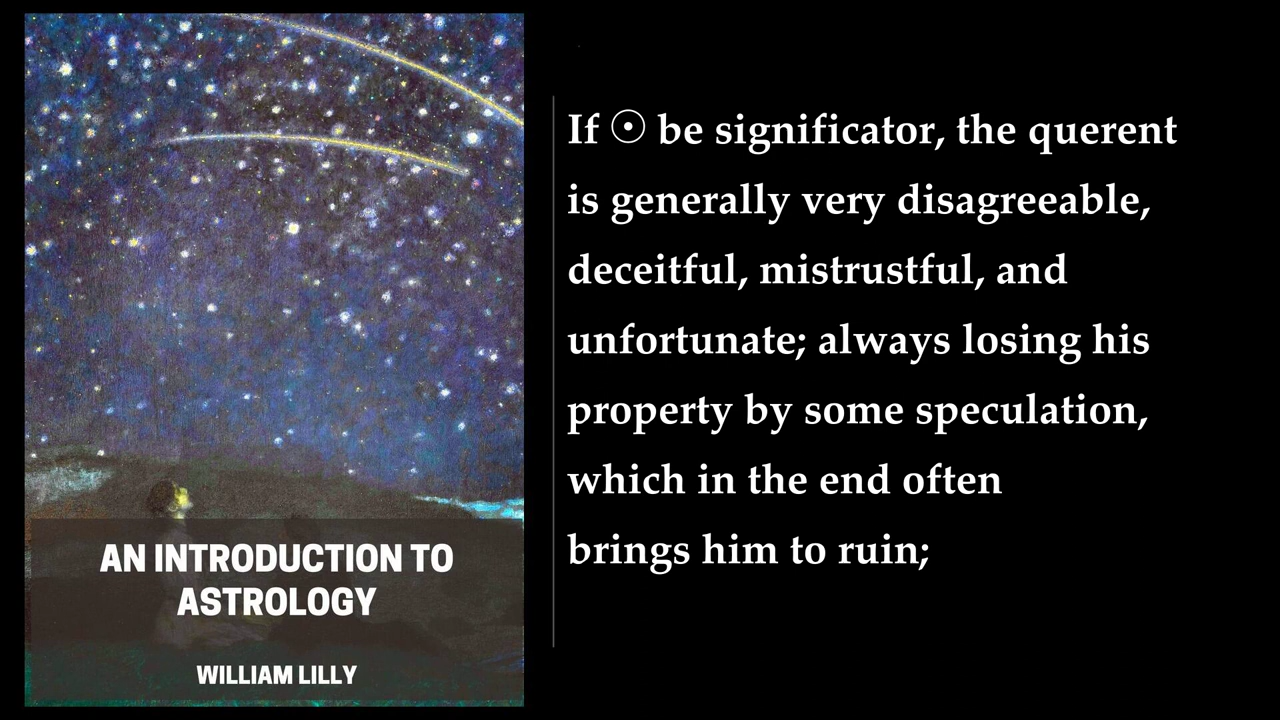 AN INTRODUCTION TO
ASTROLOGY
WILLIAM LILLY
If ☉ be significator, the querent
is generally very disagreeable,
deceitful, mistrustful, and
unfortunate; always losing his
property by some speculation,
which in the end often
brings him to ruin;